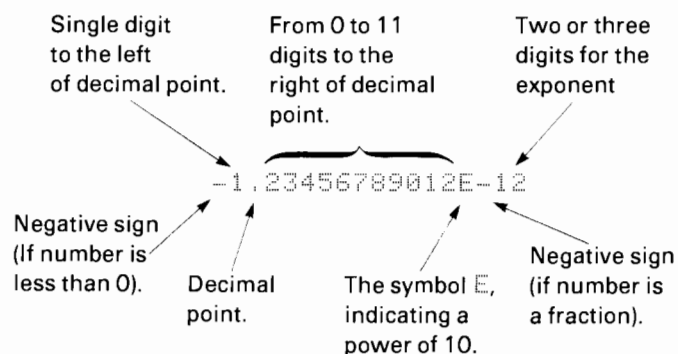 Single digit
to the left
of decimal point.
From 0 to 11
digits to the
right of decimal
point.
Two or three
digits for the
exponent
-1.23456789012E-12
Negative sign
(If number is
less than 0).
Decimal
point.
The symbol E,
indicating a
power of 10.
Negative sign
(if number is
a fraction).